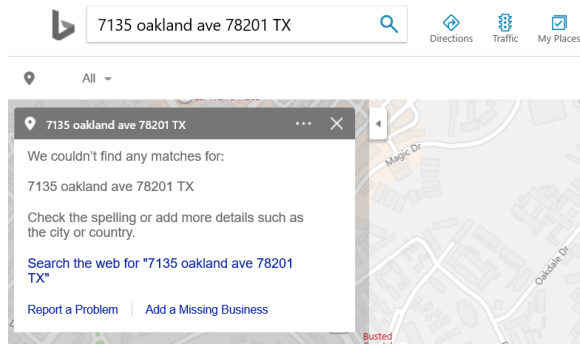 7135 oakland ave 78201 TX
Directions
Traffic
My Places
All
7135 oakland ave 78201 TX
We couldn't find any matches for:
7135 oakland ave 78201 TX
Check the spelling or add more details such as
the city or country.
Search the web for "7135 oakland ave 78201
TX"
Report a Problem
Add a Missing Business
Magic Dr
Oakdale Dr
Busted